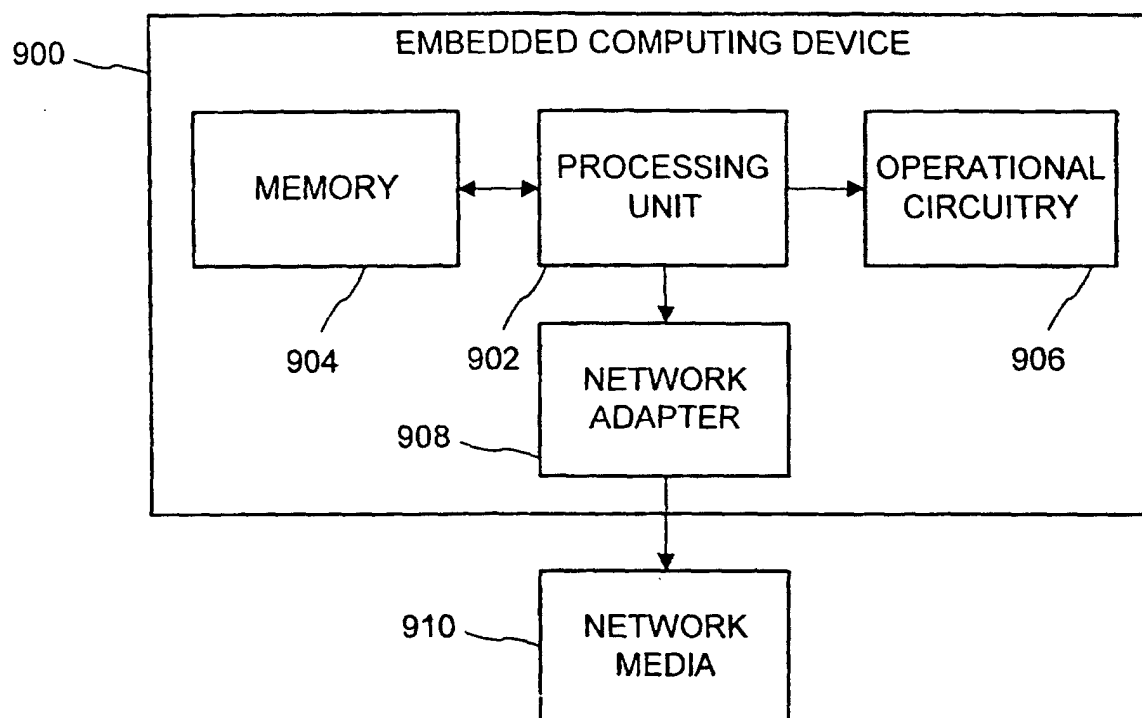 900
EMBEDDED COMPUTING DEVICE
MEMORY
PROCESSING
UNIT
OPERATIONAL
CIRCUITRY
904
902
906
NETWORK
ADAPTER
908
910
NETWORK
MEDIA